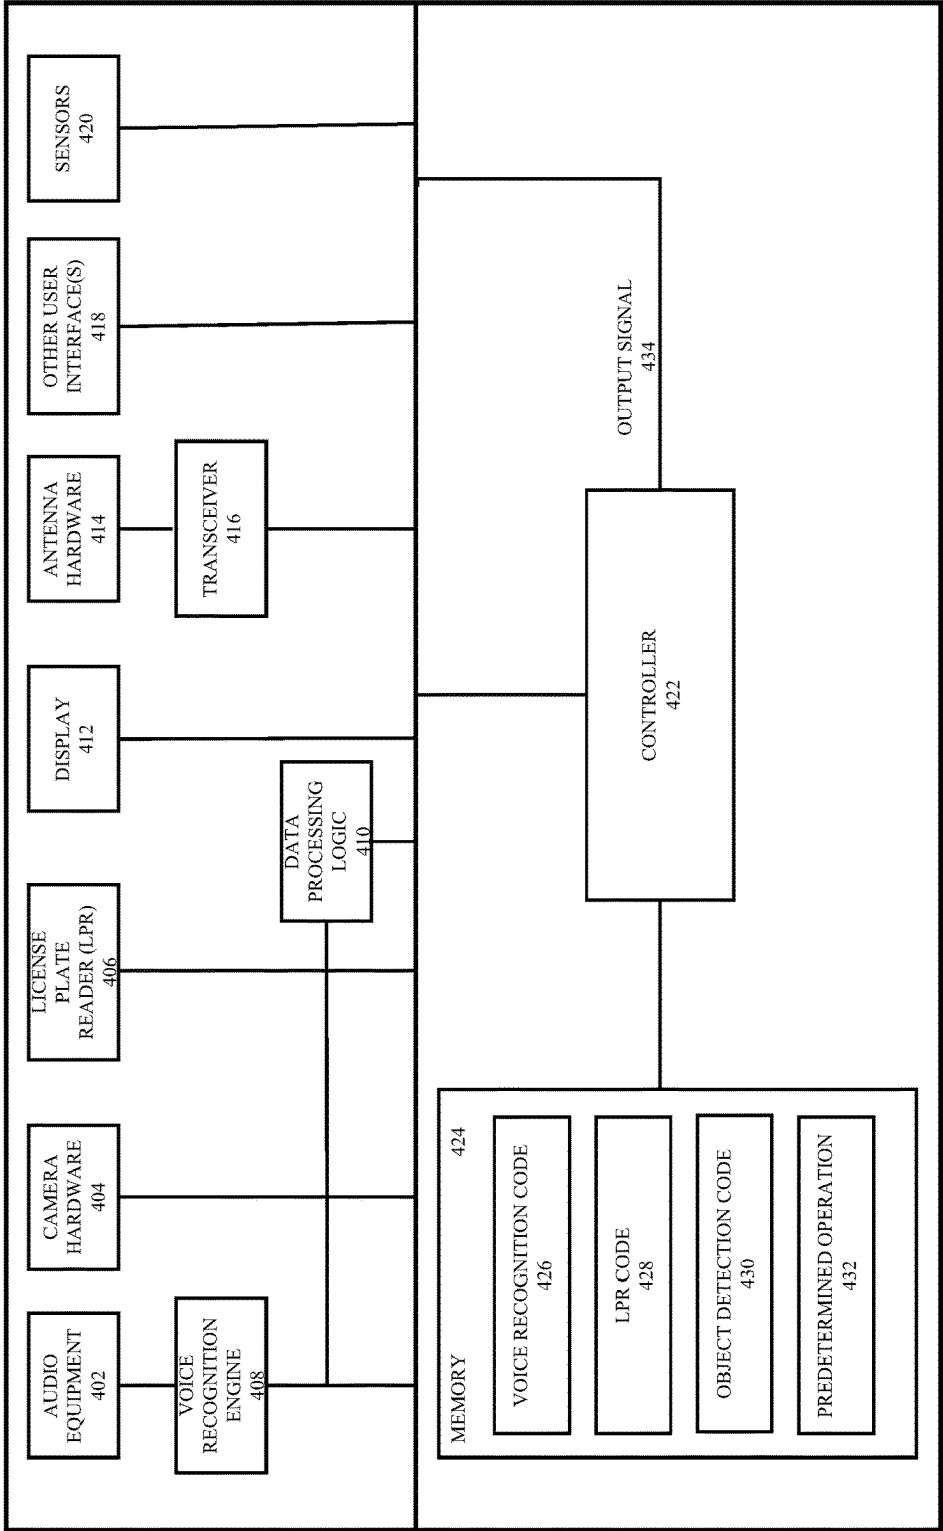 AUDIO
EQUIPMENT
402
CAMERA
HARDWARE
404
LICENSE
PLATE
READER (LPR)
406
DISPLAY
412
ANTENNA
HARDWARE
414
OTHER USER
INTERFACE(S)
418
SENSORS
420
VOICE
RECOGNITION
ENGINE
408
TRANSCEIVER
416
DATA
PROCESSING
LOGIC
410
MEMORY
424
VOICE RECOGNITION CODE
426
LPR CODE
428
OBJECT DETECTION CODE
430
PREDETERMINED OPERATION
432
CONTROLLER
422
OUTPUT SIGNAL
434